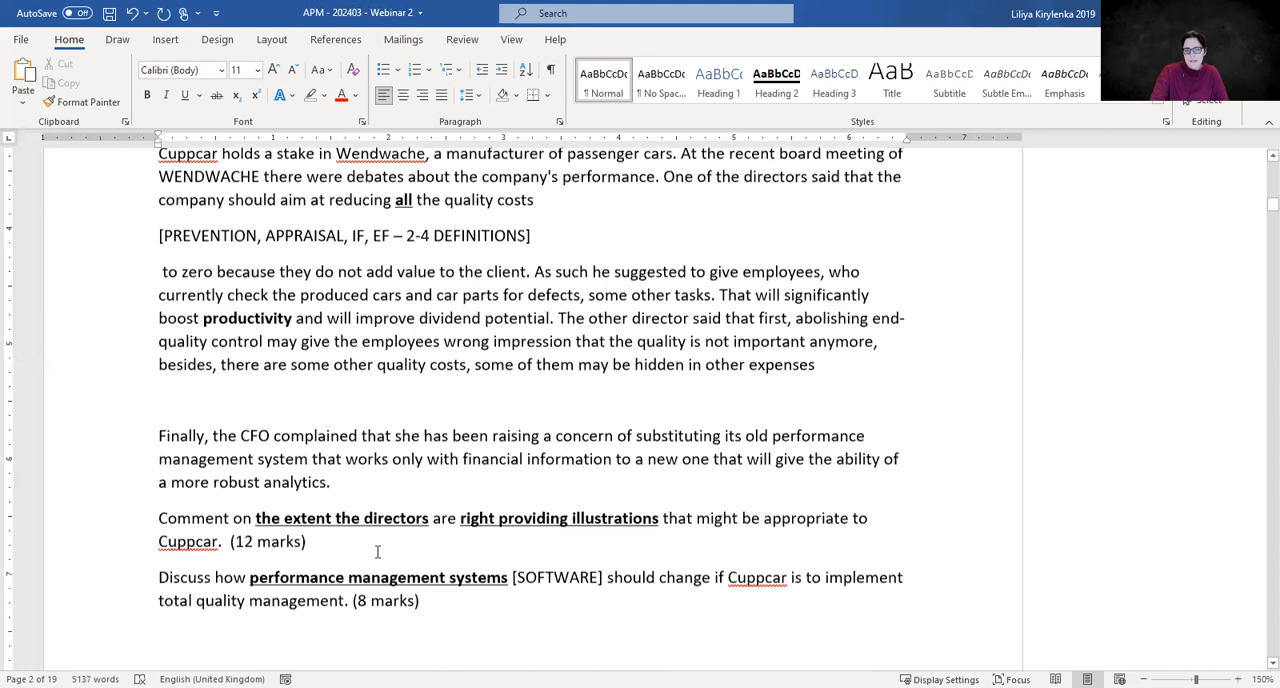 AutoSave Off APM - 202403 - Webinar 2 Search Liliya Kirylenka 2019
File Home Draw Insert Design Layout References Mailings Review View Help
Paste Cut Copy Format Painter
Clipboard
Calibri (Body) 11
Font
Paragraph
AaBbCcDc AaBbCcDc AaBbCc AaBbCcD AaBbCcDc AaB AaBbCcD AaBbCcDc AaBbCcDc
¶ Normal ¶ No Spac... Heading 1 Heading 2 Heading 3 Title Subtitle Subtle Em... Emphasis
Styles
Select
Editing
1 1 2 3 4 5 6 7
Cuppcar holds a stake in Wendwache, a manufacturer of passenger cars. At the recent board meeting of
WENDWACHE there were debates about the company's performance. One of the directors said that the
company should aim at reducing all the quality costs
[PREVENTION, APPRAISAL, IF, EF – 2-4 DEFINITIONS]
to zero because they do not add value to the client. As such he suggested to give employees, who
currently check the produced cars and car parts for defects, some other tasks. That will significantly
boost productivity and will improve dividend potential. The other director said that first, abolishing end-
quality control may give the employees wrong impression that the quality is not important anymore,
besides, there are some other quality costs, some of them may be hidden in other expenses
Finally, the CFO complained that she has been raising a concern of substituting its old performance
management system that works only with financial information to a new one that will give the ability of
a more robust analytics.
Comment on the extent the directors are right providing illustrations that might be appropriate to
Cuppcar. (12 marks)
Discuss how performance management systems [SOFTWARE] should change if Cuppcar is to implement
total quality management. (8 marks)
Page 2 of 19 5137 words English (United Kingdom) Display Settings Focus 150%